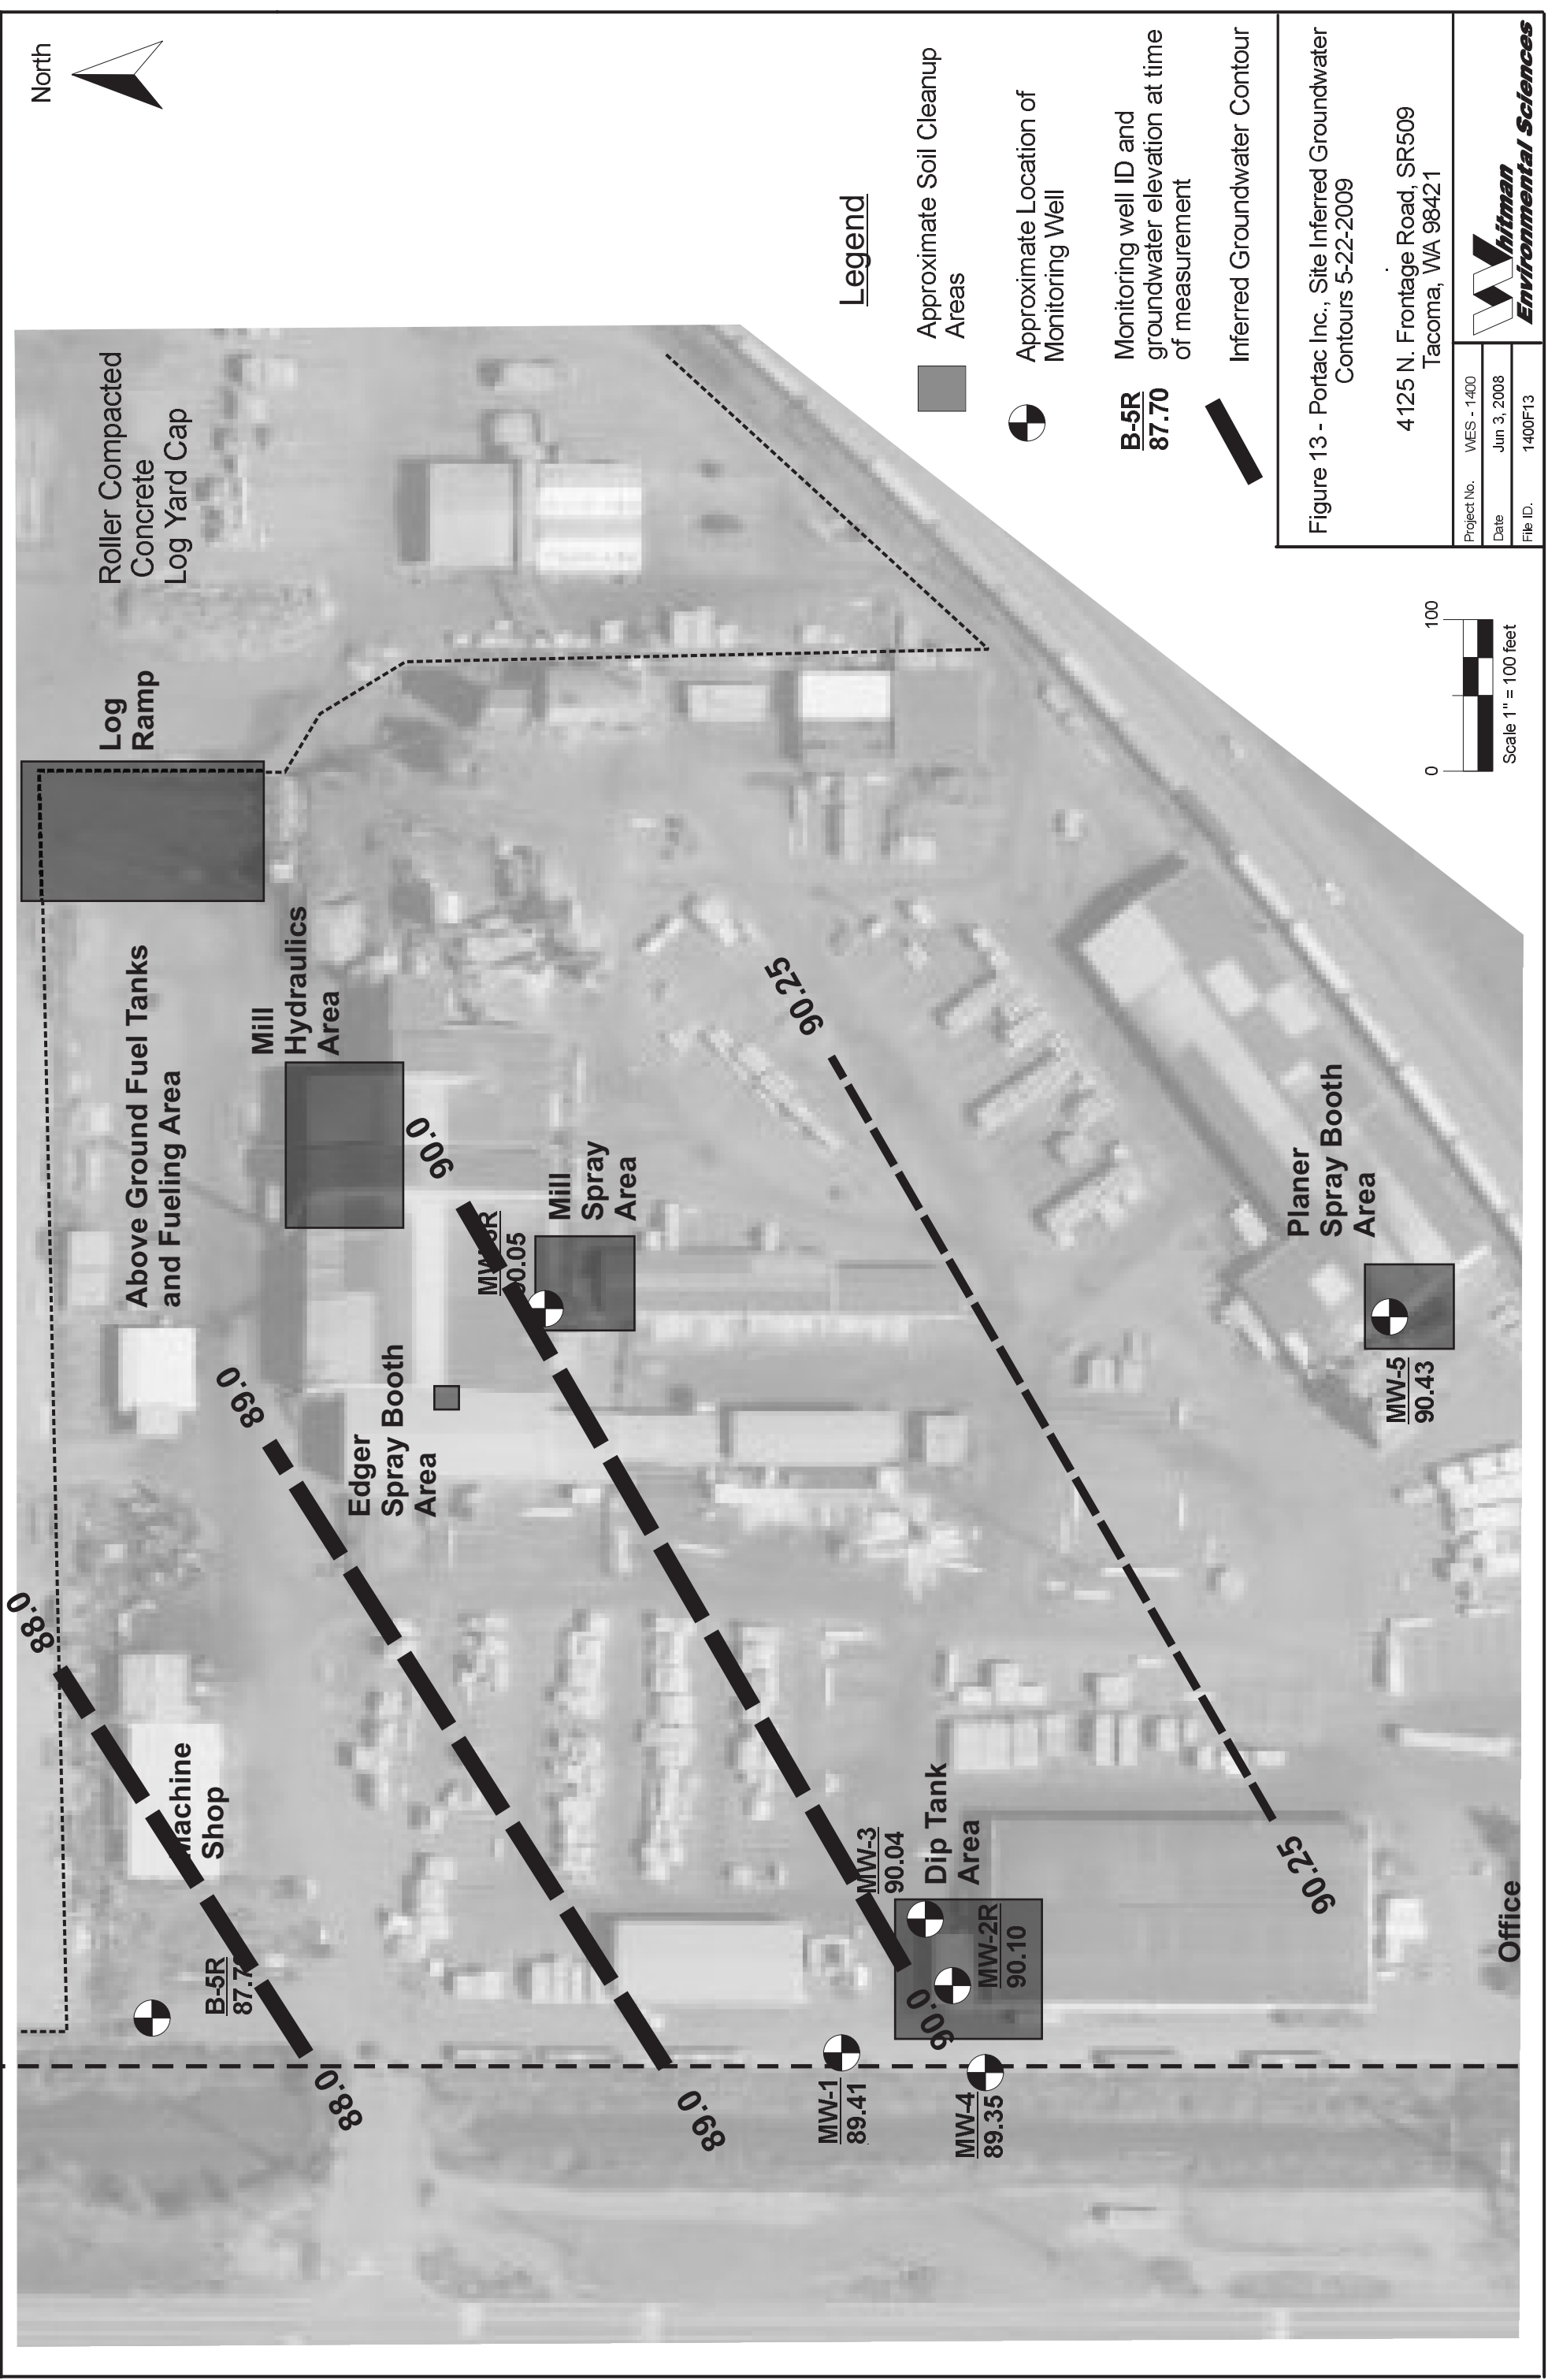 North
Roller Compacted
Concrete
Log Yard Cap
Log
Ramp
Above Ground Fuel Tanks
and Fueling Area
Mill
Hydraulics
Area
90.0
Mill
Spray
Area
90.05
89.0
Edger
Spray Booth
Area
88.0
Machine
Shop
B-5R
88.0
89.0
90.25
Planer
Spray Booth
Area
MW-5
90.43
MW-3
90.04
Dip Tank
Area
MW-2R
90.10
90.0
MW-1
89.41
MW-4
89.35
90.25
Office
Legend
Approximate Soil Cleanup
Areas
Approximate Location of
Monitoring Well
B-5R
87.70
Monitoring well ID and
groundwater elevation at time
of measurement
Inferred Groundwater Contour
0 100
Scale 1" = 100 feet
Figure 13 - Portac Inc., Site Inferred Groundwater
Contours 5-22-2009
4125 N. Frontage Road, SR509
Tacoma, WA 98421
Project No. WES - 1400
Date Jun 3, 2008
File ID. 1400F13
Whitman
Environmental Sciences